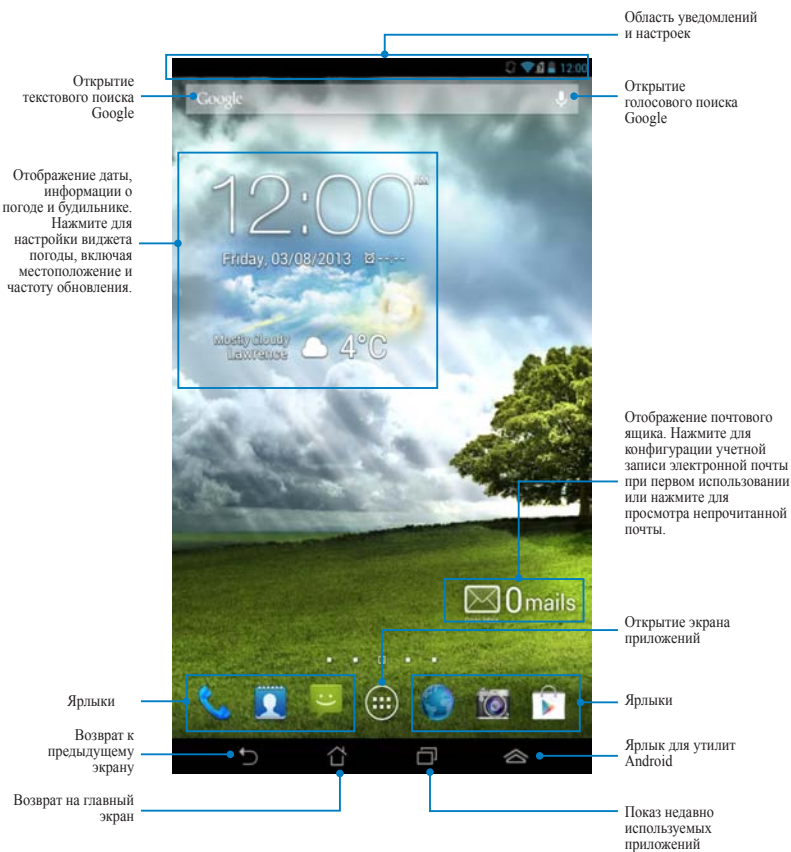 Область уведомлений
и настроек
12:00
Открытие
текстового поиска
Google
Google
Открытие
голосового поиска
Google
Отображение даты,
информации о
погоде и будильнике.
Нажмите для
настройки виджета
погоды, включая
местоположение и
частоту обновления.
12:00 AM
Friday, 03/08/2013 --:--
Mostly Cloudy
Lawrence
4°C
Отображение почтового
ящика. Нажмите для
конфигурации учетной
записи электронной почты
при первом использовании
или нажмите для
просмотра непрочитанной
почты.
0 mails
Открытие экрана
приложений
Ярлыки
Ярлыки
Возврат к
предыдущему
экрану
Ярлык для утилит
Android
Возврат на главный
экран
Показ недавно
используемых
приложений